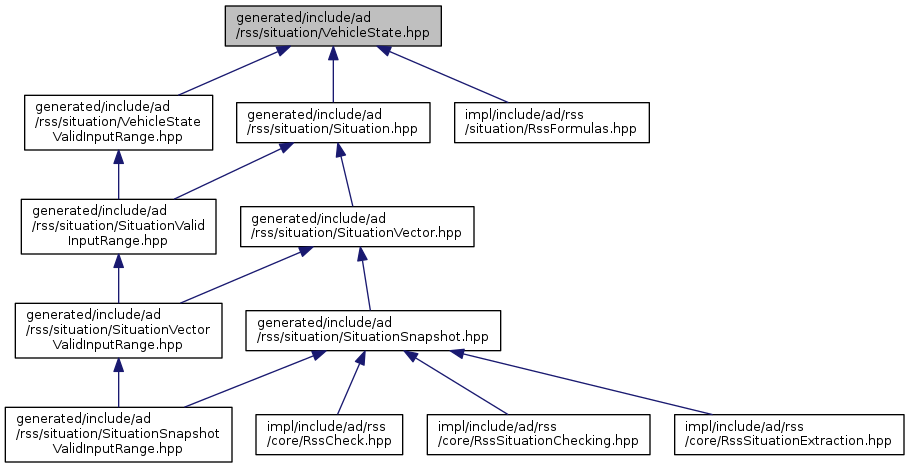 generated/include/ad
/rss/situation/VehicleState.hpp
generated/include/ad
/rss/situation/VehicleState
ValidInputRange.hpp
generated/include/ad
/rss/situation/Situation.hpp
impl/include/ad/rss
/situation/RssFormulas.hpp
generated/include/ad
/rss/situation/SituationValid
InputRange.hpp
generated/include/ad
/rss/situation/SituationVector.hpp
generated/include/ad
/rss/situation/SituationVector
ValidInputRange.hpp
generated/include/ad
/rss/situation/SituationSnapshot.hpp
generated/include/ad
/rss/situation/SituationSnapshot
ValidInputRange.hpp
impl/include/ad/rss
/core/RssCheck.hpp
impl/include/ad/rss
/core/RssSituationChecking.hpp
impl/include/ad/rss
/core/RssSituationExtraction.hpp